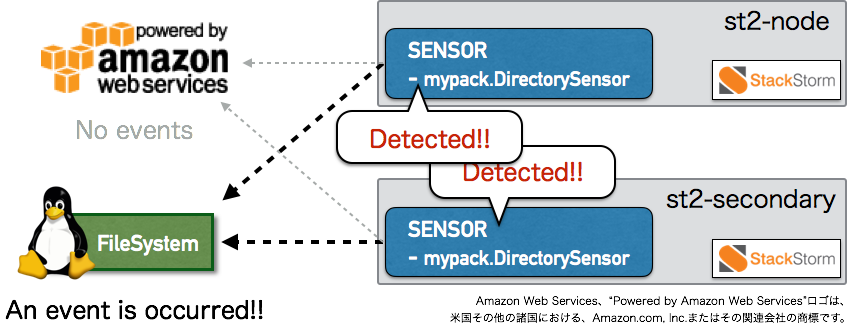 powered by
amazon
web services
No events
st2-node
SENSOR
- mypack.DirectorySensor
StackStorm
Detected!!
Detected!!
st2-secondary
SENSOR
- mypack.DirectorySensor
StackStorm
FileSystem
An event is occurred!!
Amazon Web Services、“Powered by Amazon Web Services”ロゴは、
米国その他の諸国における、Amazon.com, Inc.またはその関連会社の商標です。